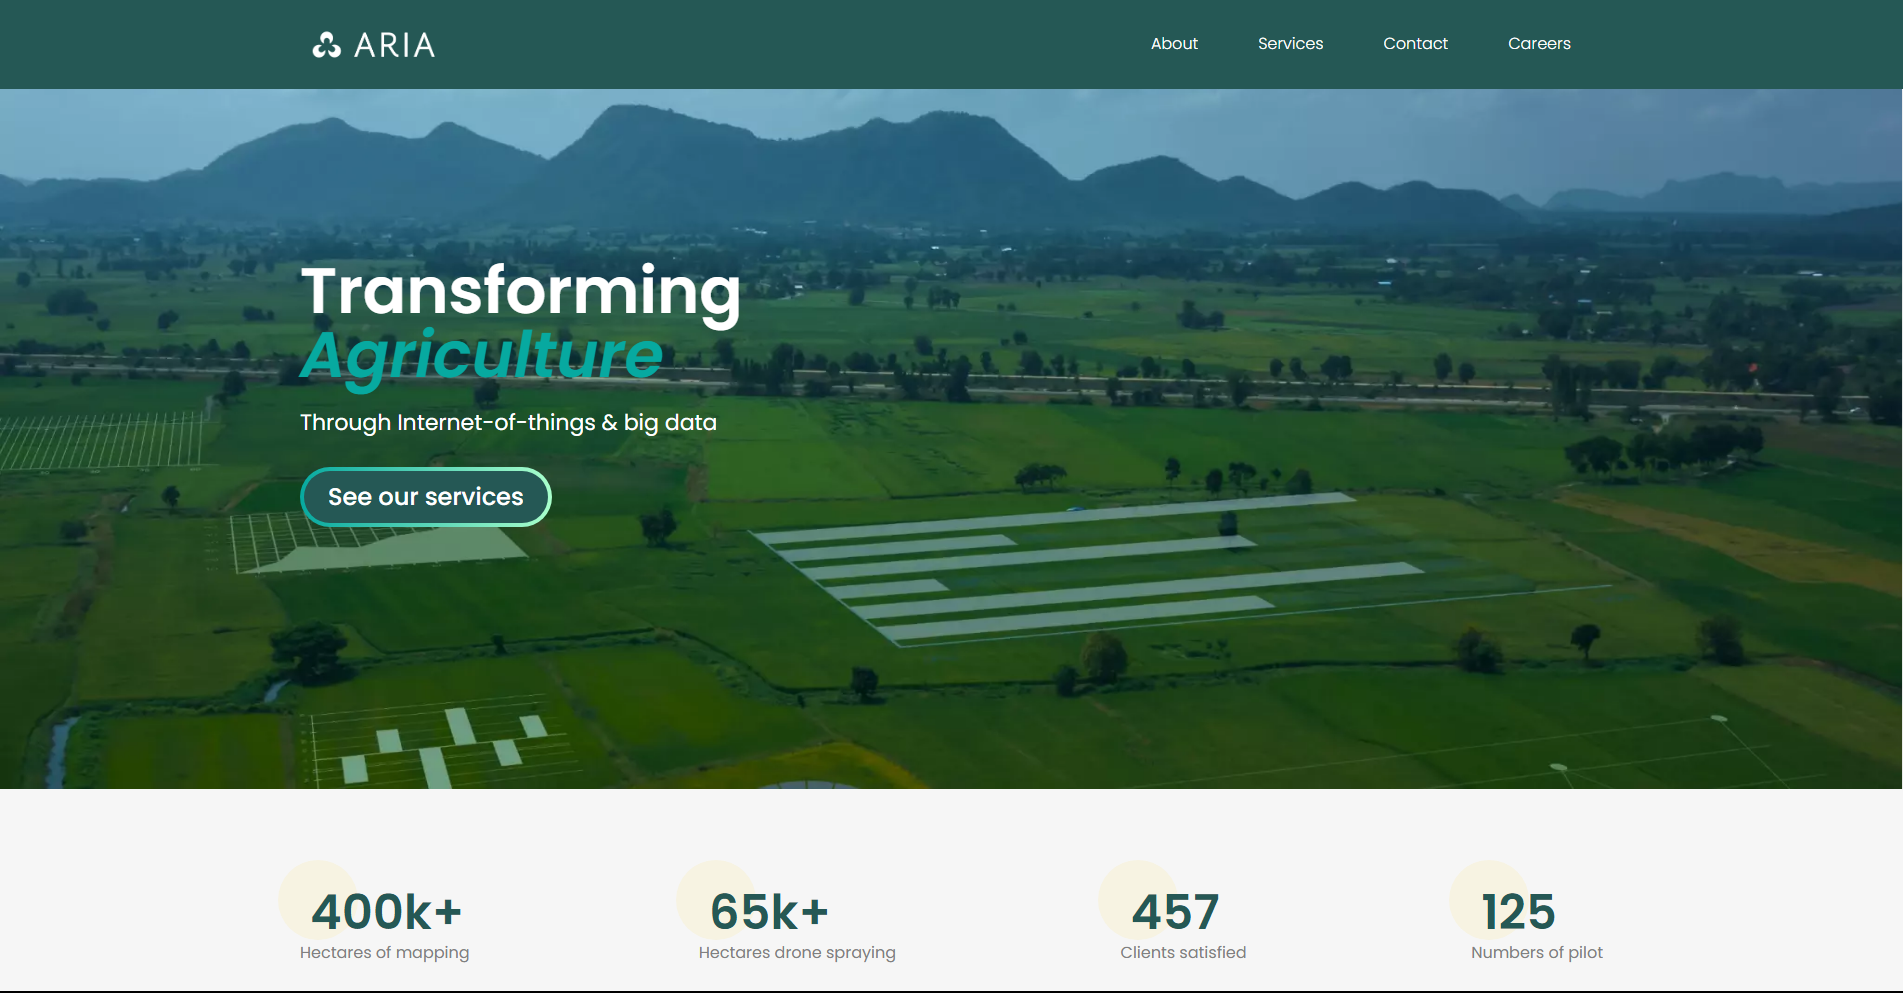 ARIA
About Services Contact Careers
Transforming
Agriculture
Through Internet-of-things & big data
See our services
400k+ 65k+ 457 125
Hectares of mapping Hectares drone spraying Clients satisfied Numbers of pilot